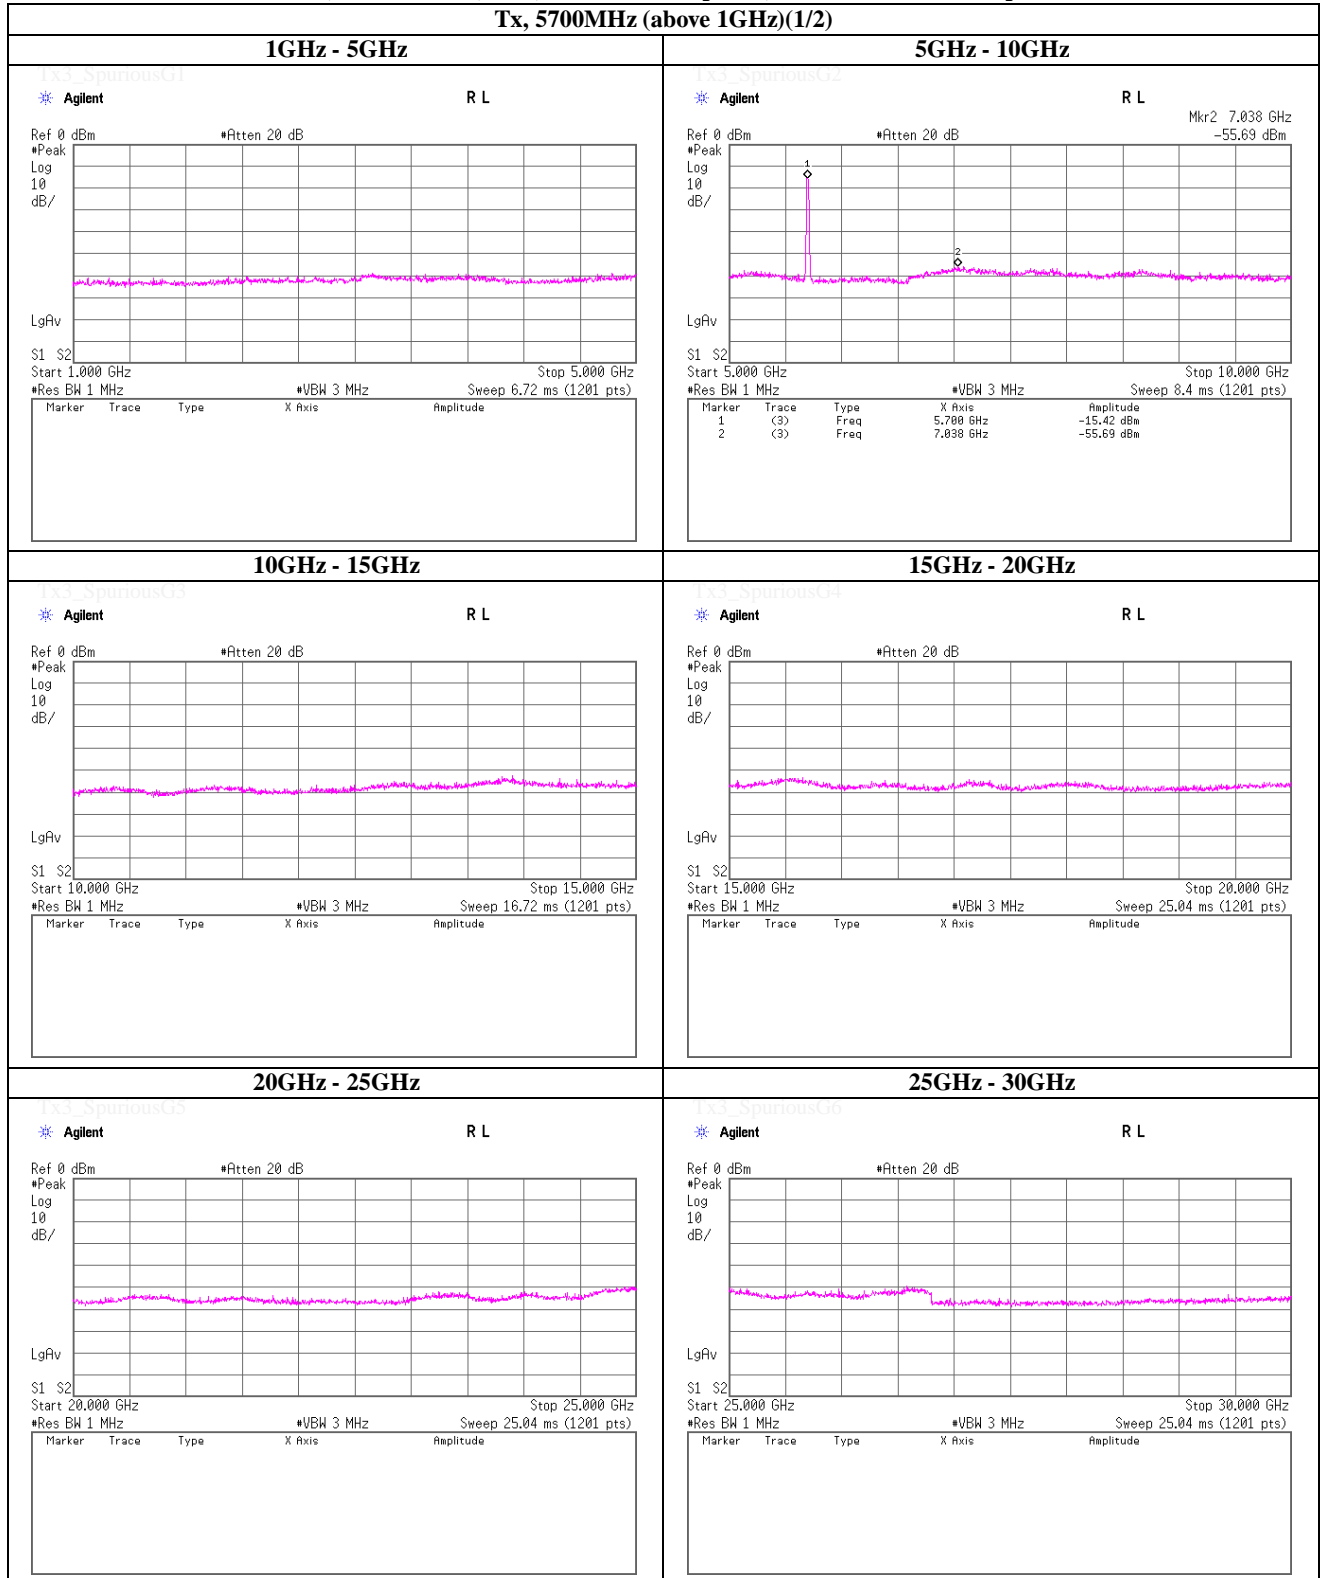 Tx, 5700MHz (above 1GHz)(1/2)
1GHz - 5GHz
Tx3_SpuriousG1
Agilent
R L
Ref 0 dBm
#Atten 20 dB
#Peak
Log
10
dB/
LgAv
S1 S2
Start 1.000 GHz
Stop 5.000 GHz
#Res BW 1 MHz
#VBW 3 MHz
Sweep 6.72 ms (1201 pts)
Marker Trace Type X Axis Amplitude
5GHz - 10GHz
Tx3_SpuriousG2
Agilent
R L
Mkr2 7.038 GHz
Ref 0 dBm
#Atten 20 dB
-55.69 dBm
#Peak
Log
10
dB/
1
2
LgAv
S1 S2
Start 5.000 GHz
Stop 10.000 GHz
#Res BW 1 MHz
#VBW 3 MHz
Sweep 8.4 ms (1201 pts)
Marker Trace Type X Axis Amplitude
1 (3) Freq 5.700 GHz -15.42 dBm
2 (3) Freq 7.038 GHz -55.69 dBm
10GHz - 15GHz
Tx3_SpuriousG3
Agilent
R L
Ref 0 dBm
#Atten 20 dB
#Peak
Log
10
dB/
LgAv
S1 S2
Start 10.000 GHz
Stop 15.000 GHz
#Res BW 1 MHz
#VBW 3 MHz
Sweep 16.72 ms (1201 pts)
Marker Trace Type X Axis Amplitude
15GHz - 20GHz
Tx3_SpuriousG4
Agilent
R L
Ref 0 dBm
#Atten 20 dB
#Peak
Log
10
dB/
LgAv
S1 S2
Start 15.000 GHz
Stop 20.000 GHz
#Res BW 1 MHz
#VBW 3 MHz
Sweep 25.04 ms (1201 pts)
Marker Trace Type X Axis Amplitude
20GHz - 25GHz
Tx3_SpuriousG5
Agilent
R L
Ref 0 dBm
#Atten 20 dB
#Peak
Log
10
dB/
LgAv
S1 S2
Start 20.000 GHz
Stop 25.000 GHz
#Res BW 1 MHz
#VBW 3 MHz
Sweep 25.04 ms (1201 pts)
Marker Trace Type X Axis Amplitude
25GHz - 30GHz
Tx3_SpuriousG6
Agilent
R L
Ref 0 dBm
#Atten 20 dB
#Peak
Log
10
dB/
LgAv
S1 S2
Start 25.000 GHz
Stop 30.000 GHz
#Res BW 1 MHz
#VBW 3 MHz
Sweep 25.04 ms (1201 pts)
Marker Trace Type X Axis Amplitude